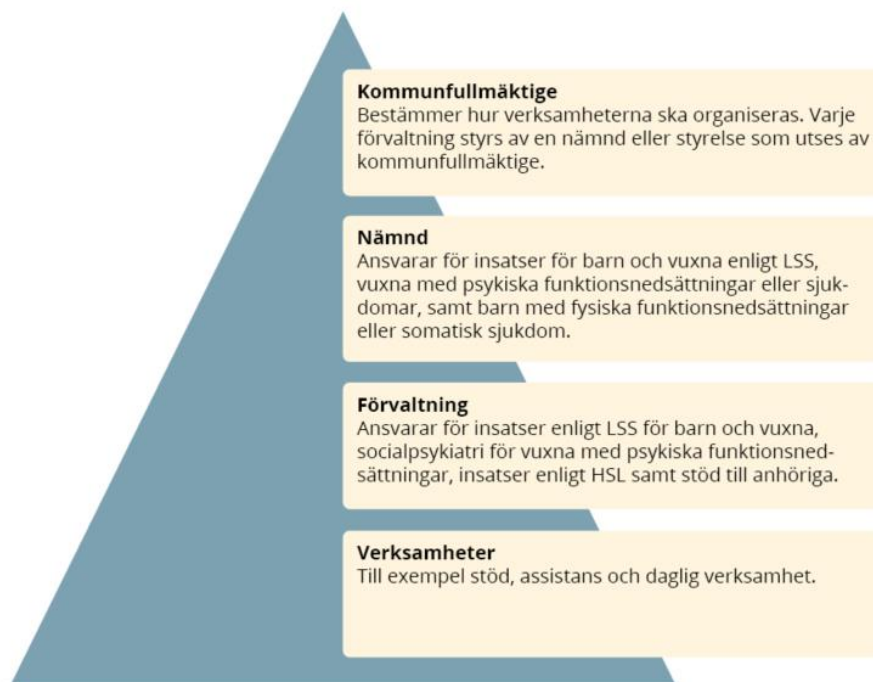 Kommunfullmäktige
Bestämmer hur verksamheterna ska organiseras. Varje
förvaltning styrs av en nämnd eller styrelse som utses av
kommunfullmäktige.
Nämnd
Ansvarar för insatser för barn och vuxna enligt LSS,
vuxna med psykiska funktionsnedsättningar eller sjuk-
domar, samt barn med fysiska funktionsnedsättningar
eller somatisk sjukdom.
Förvaltning
Ansvarar för insatser enligt LSS för barn och vuxna,
socialpsykiatri för vuxna med psykiska funktionsned-
sättningar, insatser enligt HSL samt stöd till anhöriga.
Verksamheter
Till exempel stöd, assistans och daglig verksamhet.